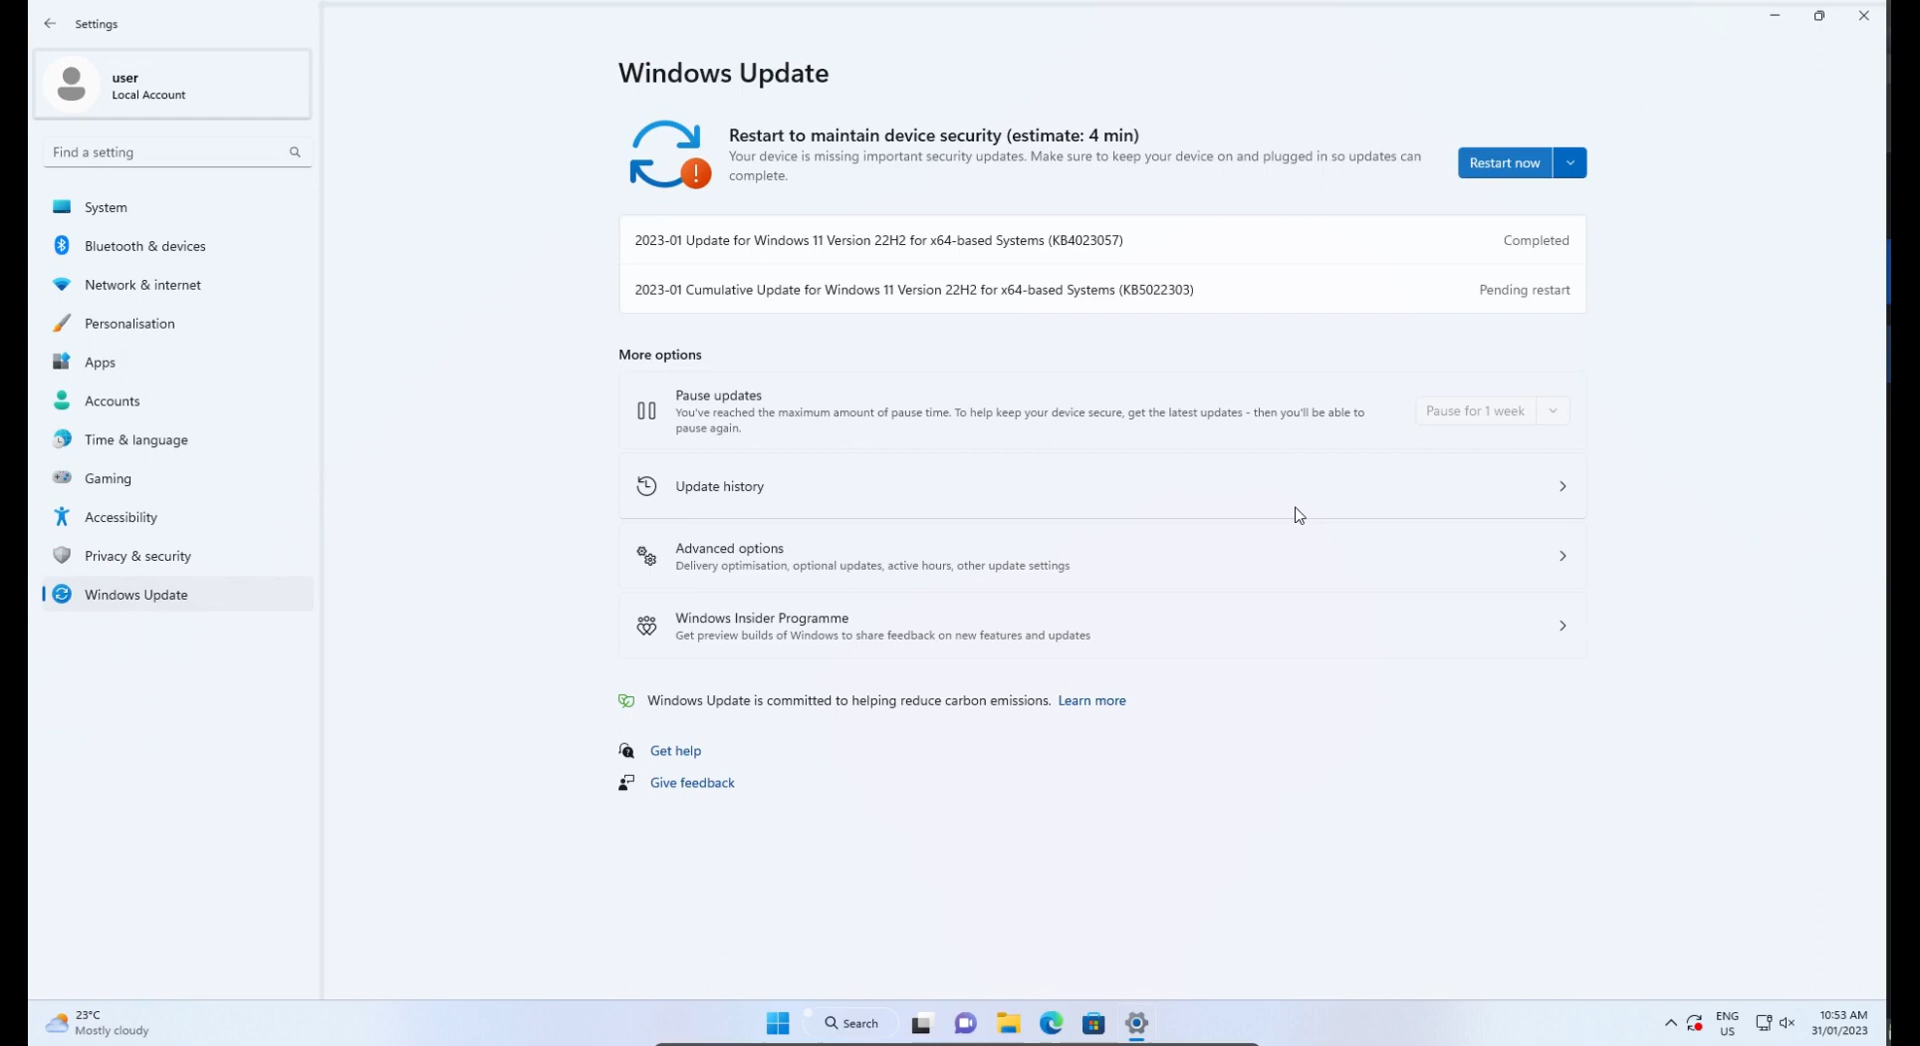 Settings
user
Local Account
Find a setting
System
Bluetooth & devices
Network & internet
Personalisation
Apps
Accounts
Time & language
Gaming
Accessibility
Privacy & security
Windows Update
Windows Update
Restart to maintain device security (estimate: 4 min)
Your device is missing important security updates. Make sure to keep your device on and plugged in so updates can
complete.
Restart now
2023-01 Update for Windows 11 Version 22H2 for x64-based Systems (KB4023057)
Completed
2023-01 Cumulative Update for Windows 11 Version 22H2 for x64-based Systems (KB5022303)
Pending restart
More options
Pause updates
You've reached the maximum amount of pause time. To help keep your device secure, get the latest updates - then you'll be able to
pause again.
Pause for 1 week
Update history
Advanced options
Delivery optimisation, optional updates, active hours, other update settings
Windows Insider Programme
Get preview builds of Windows to share feedback on new features and updates
Windows Update is committed to helping reduce carbon emissions. Learn more
Get help
Give feedback
23°C
Mostly cloudy
Search
ENG
US
10:53 AM
31/01/2023